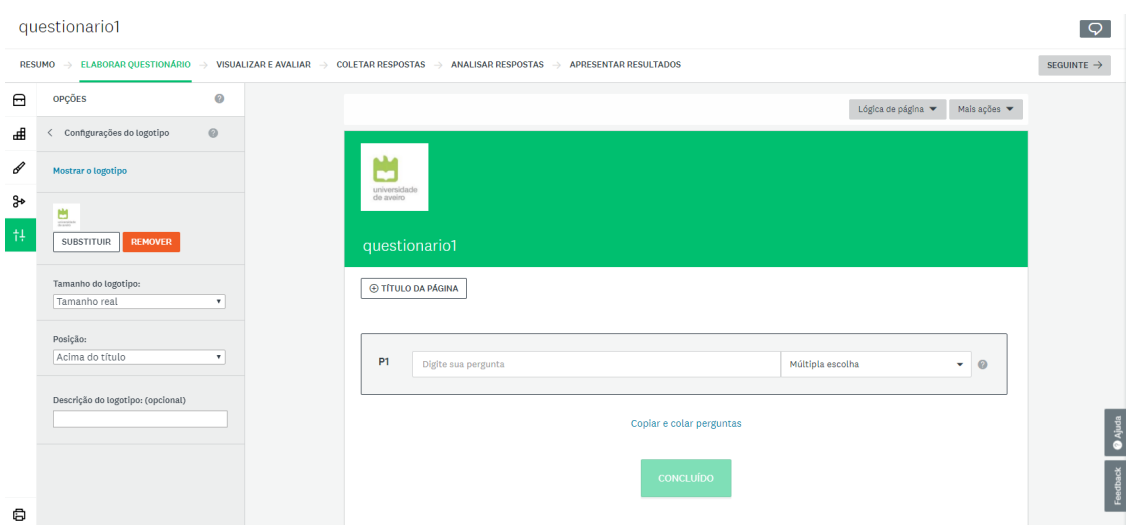 questionario1
RESUMO → ELABORAR QUESTIONÁRIO → VISUALIZAR E AVALIAR → COLETAR RESPOSTAS → ANALISAR RESPOSTAS → APRESENTAR RESULTADOS
SEGUINTE →
OPÇÕES
Configurações do logotipo
Mostrar o logotipo
SUBSTITUIR
REMOVER
Tamanho do logotipo:
Tamanho real
Posição:
Acima do título
Descrição do logotipo: (opcional)
Lógica de página
Mais ações
universidade
de aveiro
questionario1
TÍTULO DA PÁGINA
P1
Digite sua pergunta
Múltipla escolha
Copiar e colar perguntas
CONCLUÍDO
Ajuda
Feedback